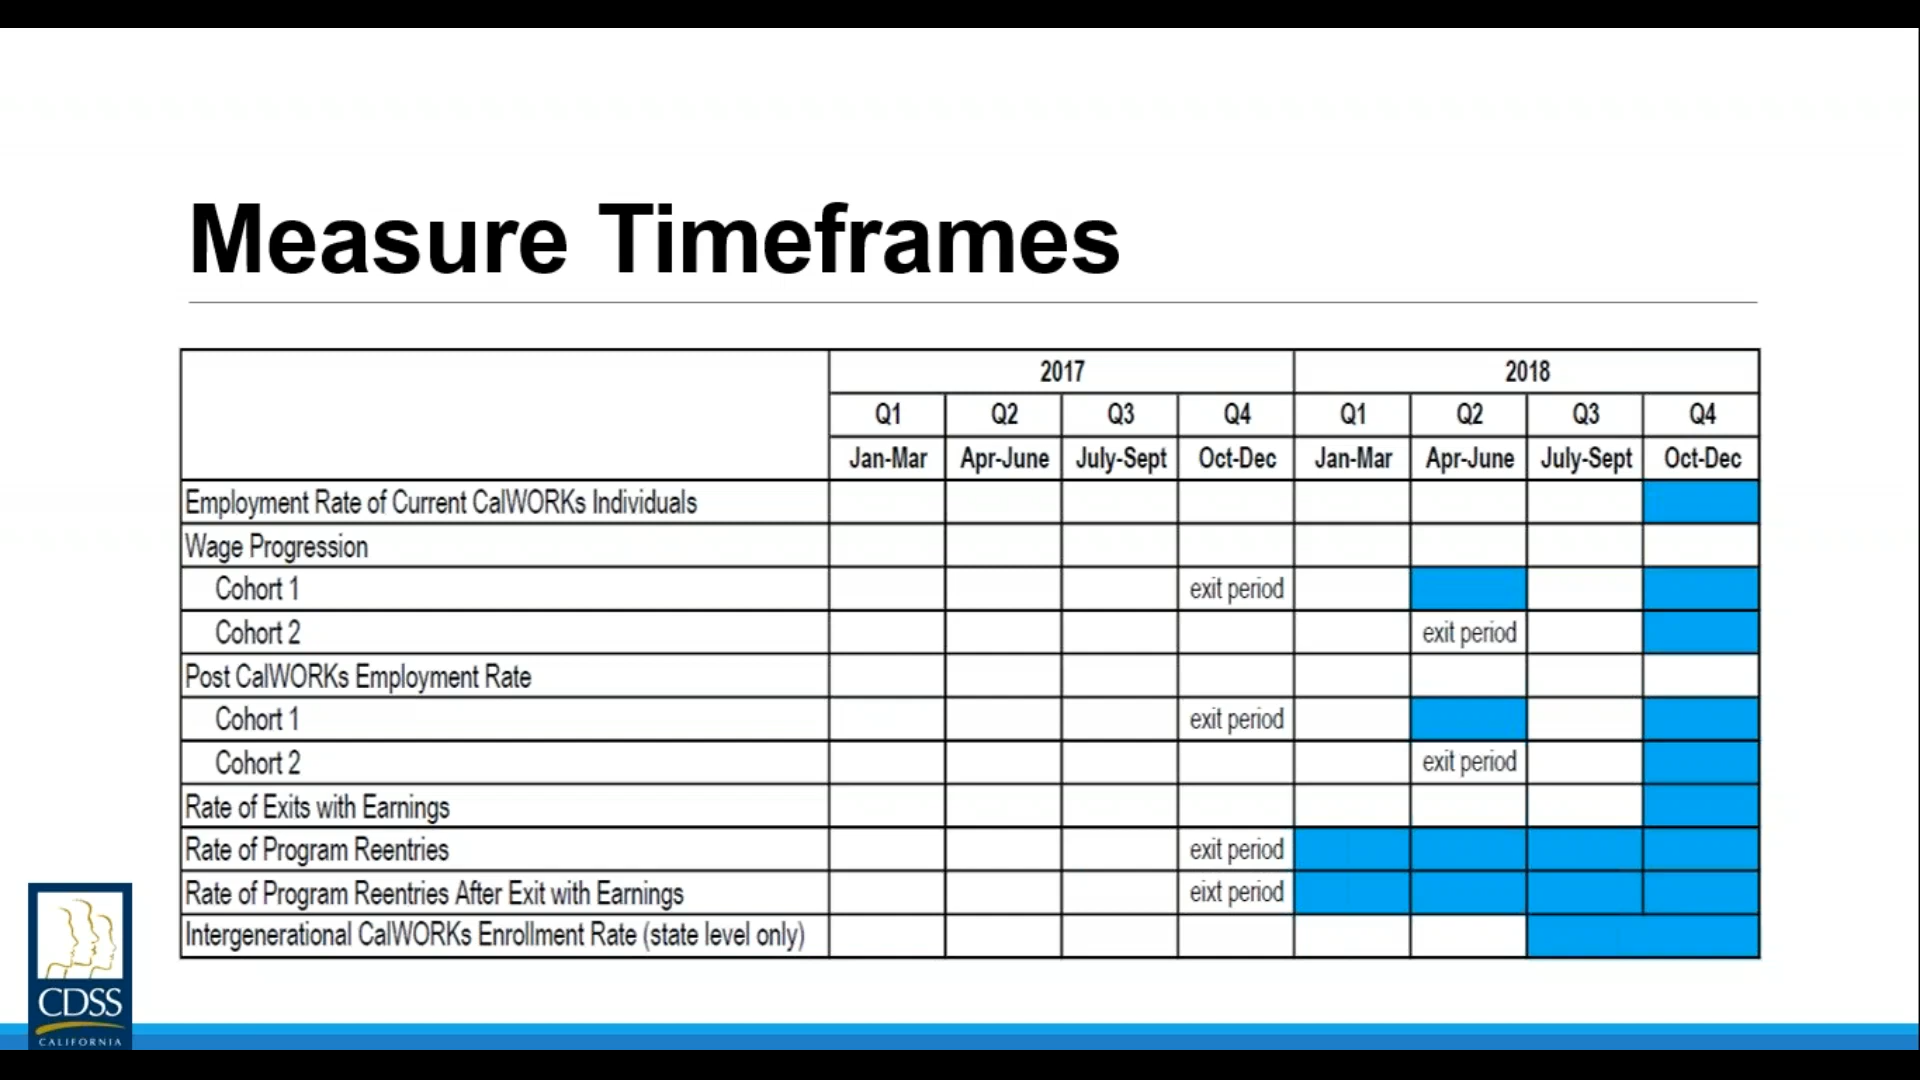 Measure Timeframes
2017 2018
Q1 Q2 Q3 Q4 Q1 Q2 Q3 Q4
Jan-Mar Apr-June July-Sept Oct-Dec Jan-Mar Apr-June July-Sept Oct-Dec
Employment Rate of Current CalWORKs Individuals
Wage Progression
Cohort 1 exit period
Cohort 2 exit period
Post CalWORKs Employment Rate
Cohort 1 exit period
Cohort 2 exit period
Rate of Exits with Earnings
Rate of Program Reentries exit period
Rate of Program Reentries After Exit with Earnings eixt period
Intergenerational CalWORKs Enrollment Rate (state level only)
CDSS
CALIFORNIA